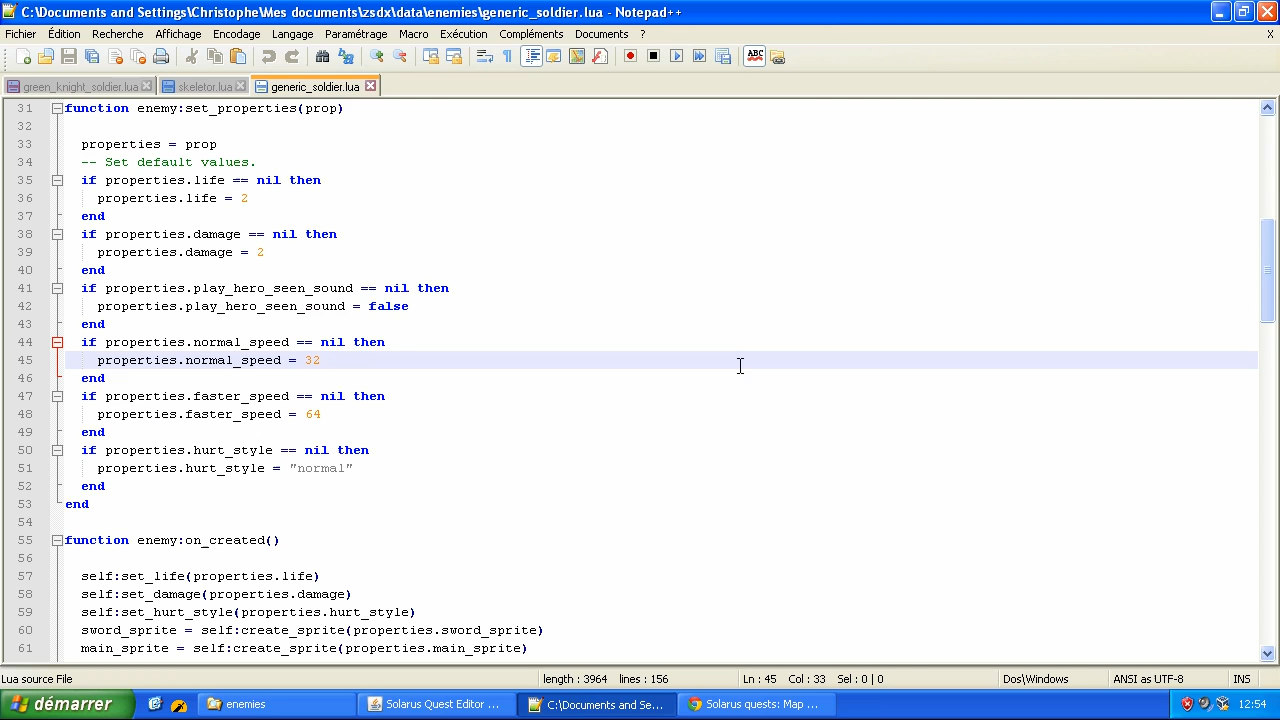 C:\Documents and Settings\Christophe\Mes documents\zsdx\data\enemies\generic_soldier.lua - Notepad++
Fichier Édition Recherche Affichage Encodage Langage Paramétrage Macro Exécution Compléments Documents ? X
ABC
green_knight_soldier.lua skeletor.lua generic_soldier.lua
31 function enemy:set_properties(prop)
32
33 properties = prop
34 -- Set default values.
35 if properties.life == nil then
36 properties.life = 2
37 end
38 if properties.damage == nil then
39 properties.damage = 2
40 end
41 if properties.play_hero_seen_sound == nil then
42 properties.play_hero_seen_sound = false
43 end
44 if properties.normal_speed == nil then
45 properties.normal_speed = 32
46 end
47 if properties.faster_speed == nil then
48 properties.faster_speed = 64
49 end
50 if properties.hurt_style == nil then
51 properties.hurt_style = "normal"
52 end
53 end
54
55 function enemy:on_created()
56
57 self:set_life(properties.life)
58 self:set_damage(properties.damage)
59 self:set_hurt_style(properties.hurt_style)
60 sword_sprite = self:create_sprite(properties.sword_sprite)
61 main_sprite = self:create_sprite(properties.main_sprite)
Lua source File length : 3964 lines : 156 Ln : 45 Col : 33 Sel : 0 | 0 Dos\Windows ANSI as UTF-8 INS
démarrer enemies Solarus Quest Editor ... C:\Documents and Se... Solarus quests: Map ... 12:54